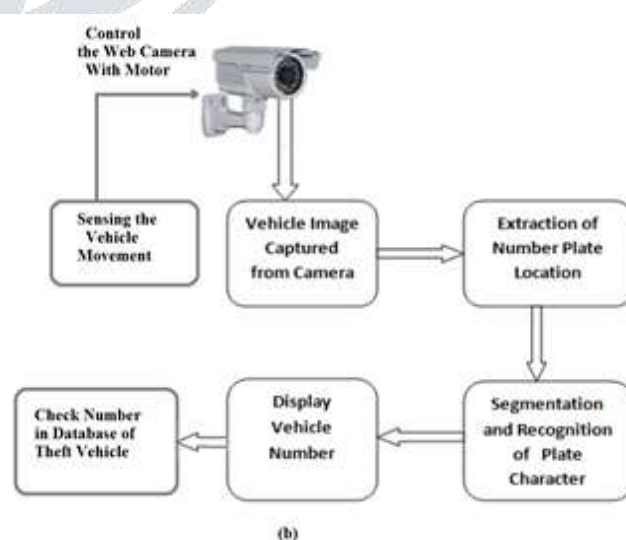 Control
the Web Camera
With Motor
Sensing the
Vehicle
Movement
Vehicle Image
Captured
from Camera
Extraction of
Number Plate
Location
Segmentation
and Recognition
of Plate
Character
Display
Vehicle
Number
Check Number
in Database of
Theft Vehicle
(b)